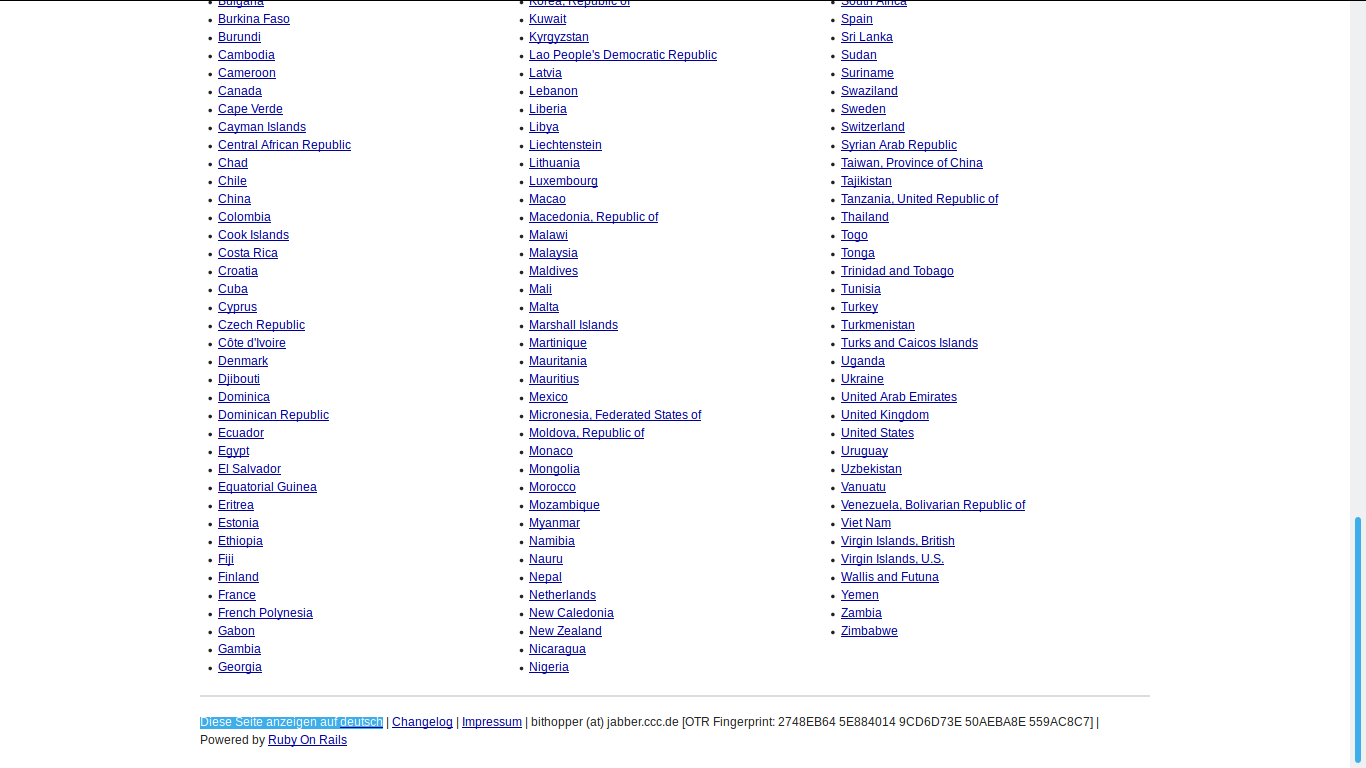 Bulgaria
Burkina Faso
Burundi
Cambodia
Cameroon
Canada
Cape Verde
Cayman Islands
Central African Republic
Chad
Chile
China
Colombia
Cook Islands
Costa Rica
Croatia
Cuba
Cyprus
Czech Republic
Côte d'Ivoire
Denmark
Djibouti
Dominica
Dominican Republic
Ecuador
Egypt
El Salvador
Equatorial Guinea
Eritrea
Estonia
Ethiopia
Fiji
Finland
France
French Polynesia
Gabon
Gambia
Georgia
Korea, Republic of
Kuwait
Kyrgyzstan
Lao People's Democratic Republic
Latvia
Lebanon
Liberia
Libya
Liechtenstein
Lithuania
Luxembourg
Macao
Macedonia, Republic of
Malawi
Malaysia
Maldives
Mali
Malta
Marshall Islands
Martinique
Mauritania
Mauritius
Mexico
Micronesia, Federated States of
Moldova, Republic of
Monaco
Mongolia
Morocco
Mozambique
Myanmar
Namibia
Nauru
Nepal
Netherlands
New Caledonia
New Zealand
Nicaragua
Nigeria
South Africa
Spain
Sri Lanka
Sudan
Suriname
Swaziland
Sweden
Switzerland
Syrian Arab Republic
Taiwan, Province of China
Tajikistan
Tanzania, United Republic of
Thailand
Togo
Tonga
Trinidad and Tobago
Tunisia
Turkey
Turkmenistan
Turks and Caicos Islands
Uganda
Ukraine
United Arab Emirates
United Kingdom
United States
Uruguay
Uzbekistan
Vanuatu
Venezuela, Bolivarian Republic of
Viet Nam
Virgin Islands, British
Virgin Islands, U.S.
Wallis and Futuna
Yemen
Zambia
Zimbabwe
Diese Seite anzeigen auf deutsch | Changelog | Impressum | bithopper (at) jabber.ccc.de [OTR Fingerprint: 2748EB64 5E884014 9CD6D73E 50AEBA8E 559AC8C7] |
Powered by Ruby On Rails